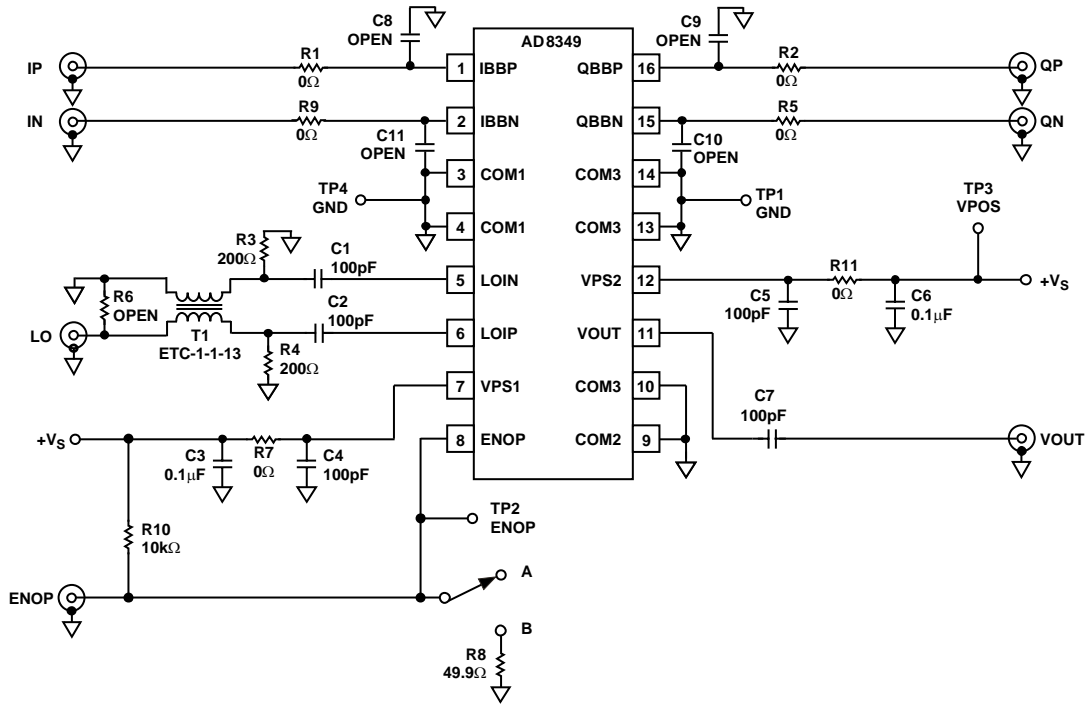 AD8349
IP
R1
0Ω
C8
OPEN
1
IBBP
IN
R9
0Ω
C11
OPEN
2
IBBN
3
COM1
TP4
GND
4
COM1
R3
200Ω
C1
100pF
5
LOIN
R6
OPEN
LO
T1
ETC-1-1-13
C2
100pF
6
LOIP
R4
200Ω
7
VPS1
+VS
C3
0.1μF
R7
0Ω
C4
100pF
8
ENOP
R10
10kΩ
TP2
ENOP
ENOP
A
B
R8
49.9Ω
C9
OPEN
QBBP
16
R2
0Ω
QP
QBBN
15
R5
0Ω
QN
C10
OPEN
COM3
14
TP1
GND
COM3
13
TP3
VPOS
VPS2
12
C5
100pF
R11
0Ω
C6
0.1μF
+VS
VOUT
11
COM3
10
C7
100pF
COM2
9
VOUT